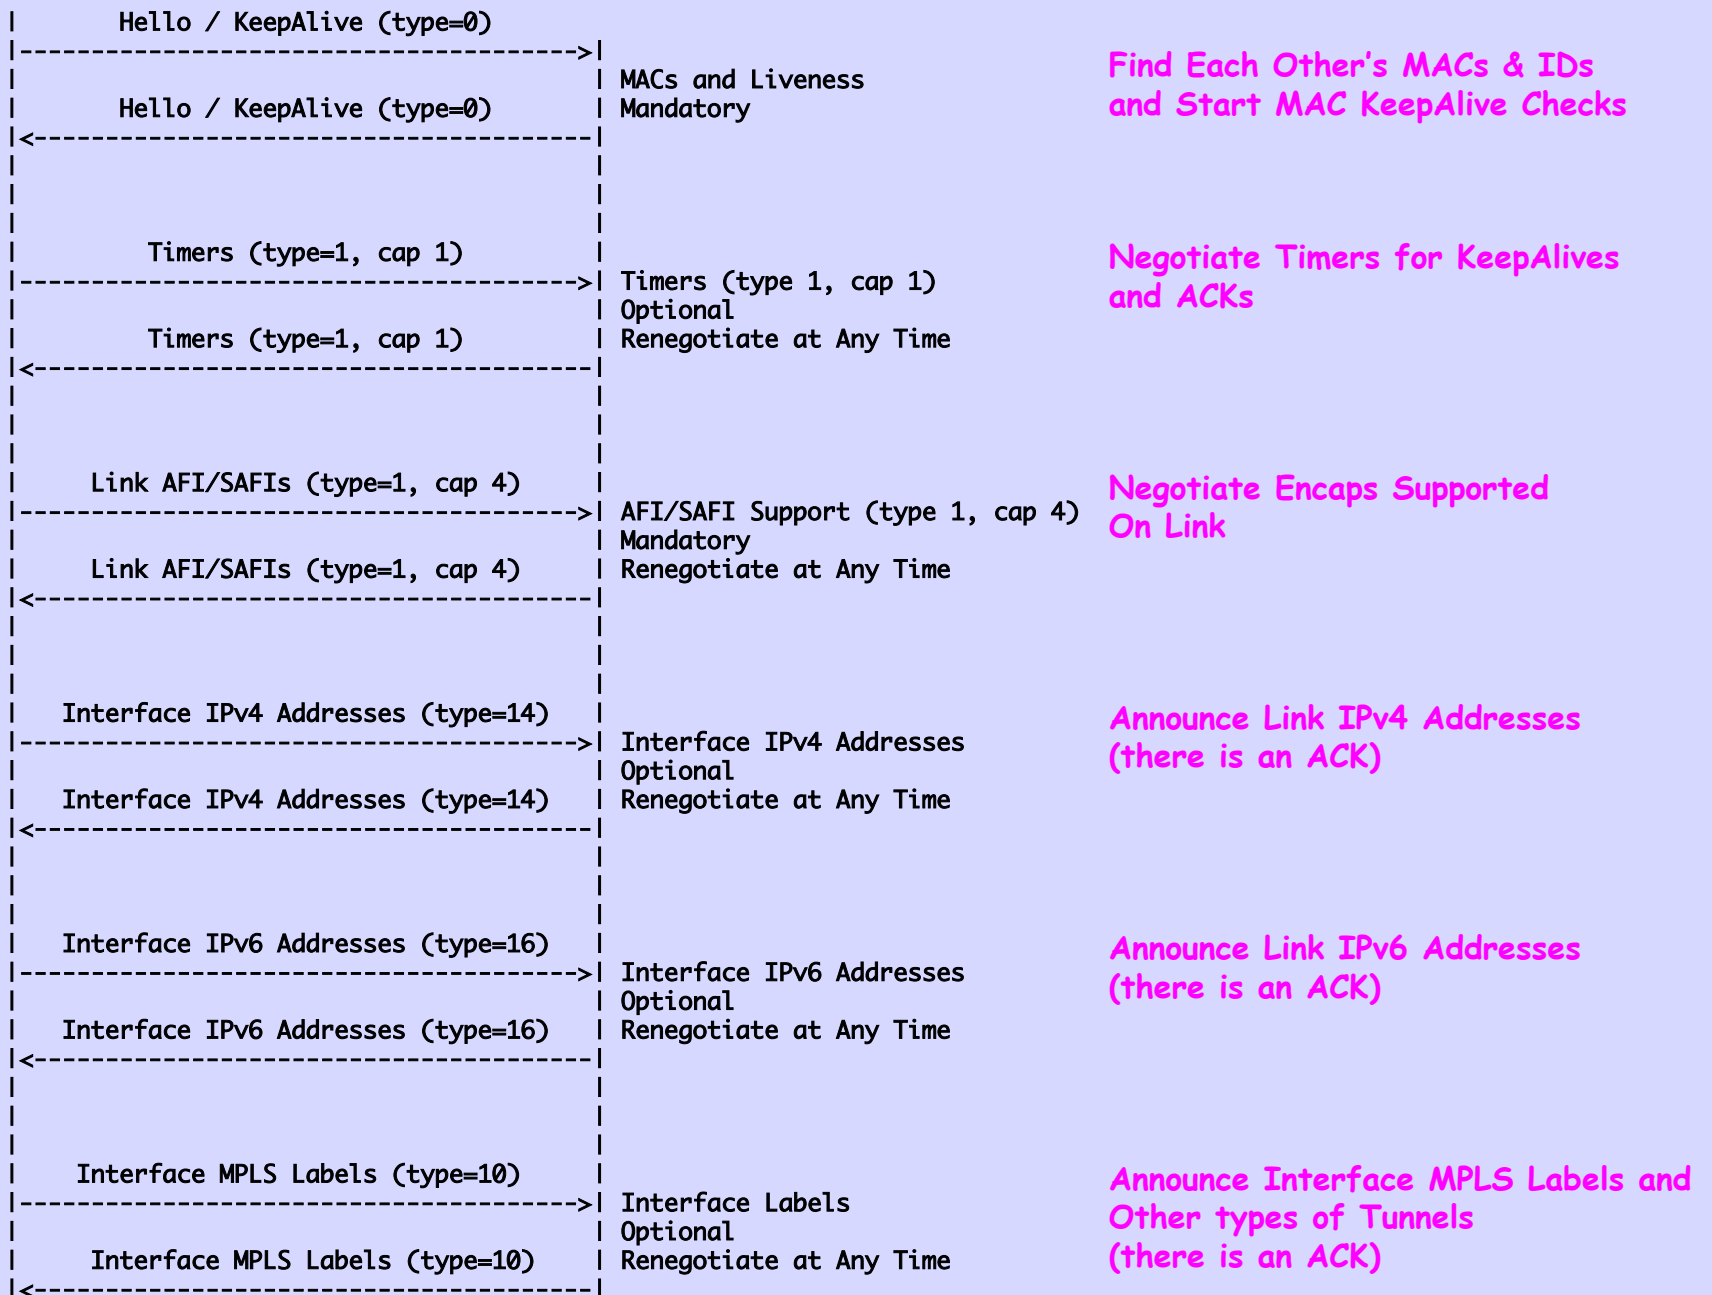 |       Hello / KeepAlive (type=0)
|--------------------------------------->|
|                                        | MACs and Liveness
|       Hello / KeepAlive (type=0)       | Mandatory
|<---------------------------------------|
Find Each Other's MACs & IDs
and Start MAC KeepAlive Checks
|                                        |
|                                        |
|                                        |
|         Timers (type=1, cap 1)         |
|--------------------------------------->| Timers (type 1, cap 1)
|                                        | Optional
|         Timers (type=1, cap 1)         | Renegotiate at Any Time
|<---------------------------------------|
Negotiate Timers for KeepAlives
and ACKs
|                                        |
|                                        |
|                                        |
|     Link AFI/SAFIs (type=1, cap 4)     |
|--------------------------------------->| AFI/SAFI Support (type 1, cap 4)
|                                        | Mandatory
|     Link AFI/SAFIs (type=1, cap 4)     | Renegotiate at Any Time
|<---------------------------------------|
Negotiate Encaps Supported
On Link
|                                        |
|                                        |
|                                        |
|   Interface IPv4 Addresses (type=14)   |
|--------------------------------------->| Interface IPv4 Addresses
|                                        | Optional
|   Interface IPv4 Addresses (type=14)   | Renegotiate at Any Time
|<---------------------------------------|
Announce Link IPv4 Addresses
(there is an ACK)
|                                        |
|                                        |
|                                        |
|   Interface IPv6 Addresses (type=16)   |
|--------------------------------------->| Interface IPv6 Addresses
|                                        | Optional
|   Interface IPv6 Addresses (type=16)   | Renegotiate at Any Time
|<---------------------------------------|
Announce Link IPv6 Addresses
(there is an ACK)
|                                        |
|                                        |
|                                        |
|    Interface MPLS Labels (type=10)     |
|--------------------------------------->| Interface Labels
|                                        | Optional
|     Interface MPLS Labels (type=10)    | Renegotiate at Any Time
|<---------------------------------------|
Announce Interface MPLS Labels and
Other types of Tunnels
(there is an ACK)